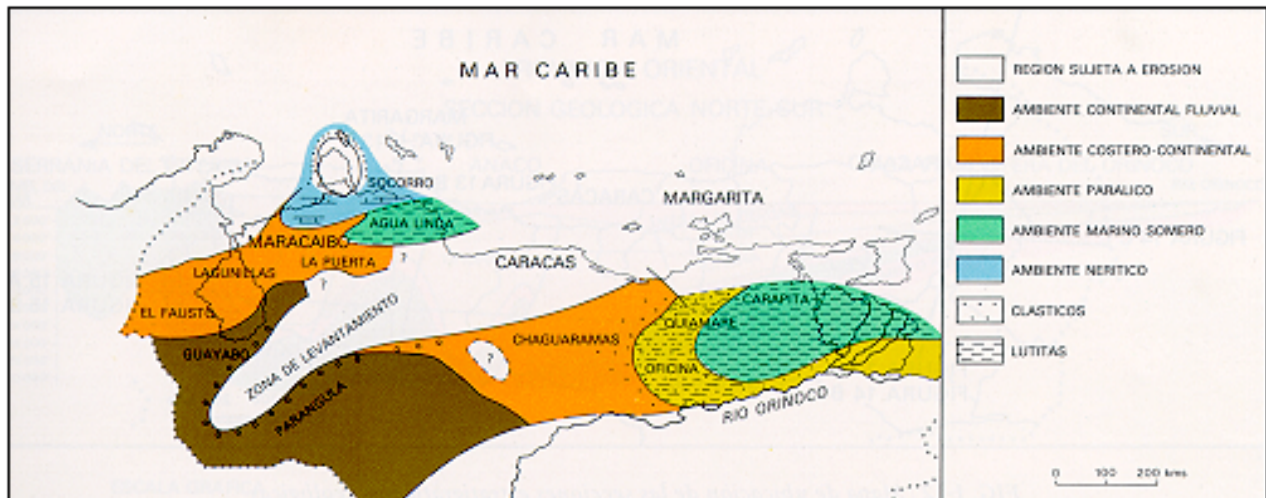 MAR CARIBE
SOCORRO
AGUA LINDA
MARACAIBO
LA PUERTA
?
LAGUNILLAS
?
EL FAUSTO
GUAYABO
ZONA DE LEVANTAMIENTO
PARANGULA
MARGARITA
CARACAS
CHAGUARAMAS
?
CARAPITA
QUIAMARE
OFICINA
RIO ORINOCO
REGION SUJETA A EROSION
AMBIENTE CONTINENTAL FLUVIAL
AMBIENTE COSTERO-CONTINENTAL
AMBIENTE PARALICO
AMBIENTE MARINO SOMERO
AMBIENTE NERITICO
CLASTICOS
LUTITAS
0 100 200 kms